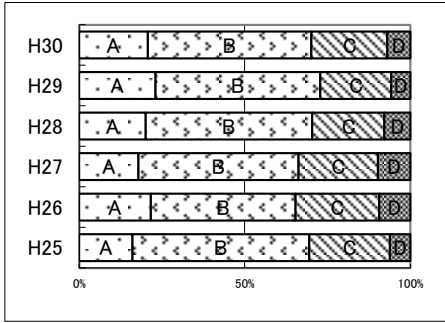 H30 A B C D
H29 A B C D
H28 A B C D
H27 A B C D
H26 A B C D
H25 A B C D
0% 50% 100%